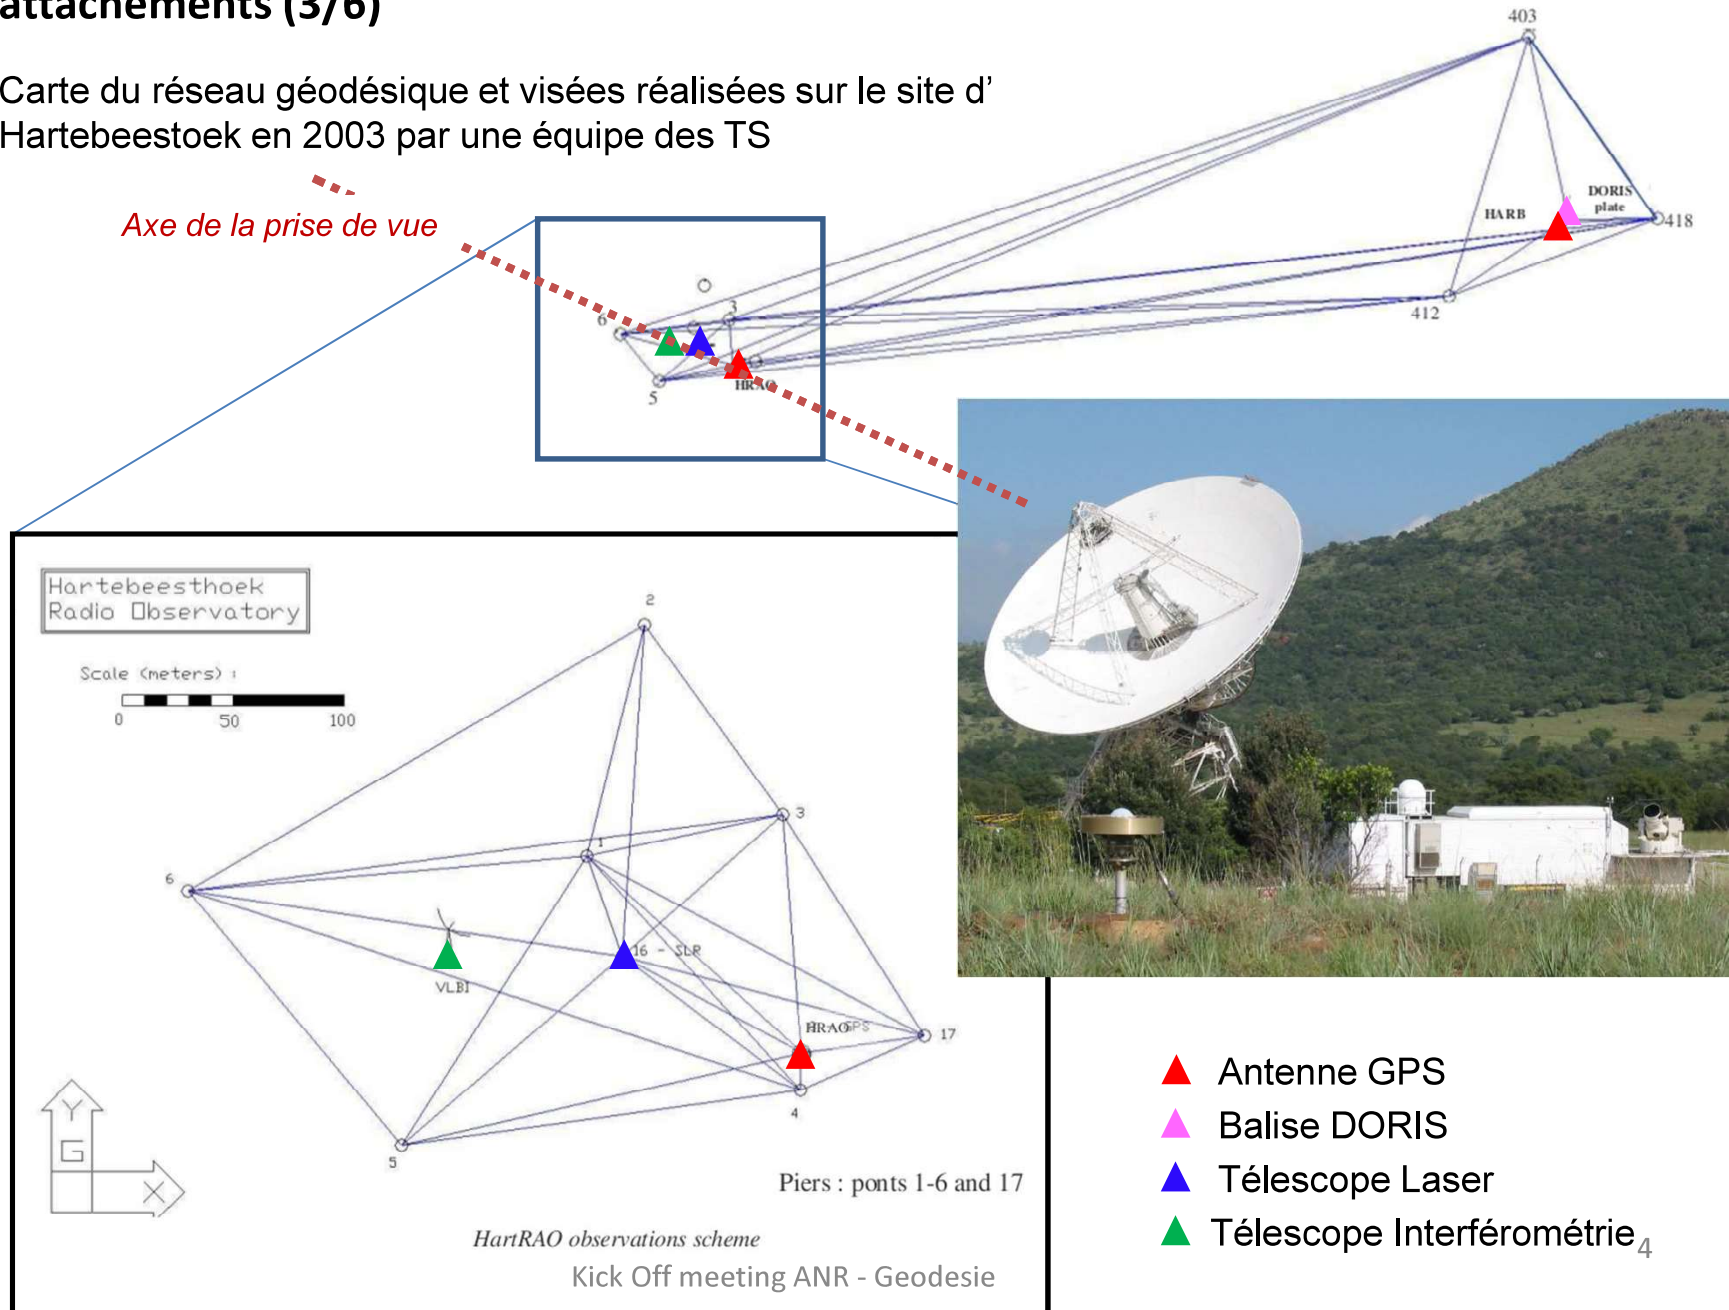 attachements (3/6)
Carte du réseau géodésique et visées réalisées sur le site d’
Hartebeestoek en 2003 par une équipe des TS
Axe de la prise de vue
403
DORIS
plate
HARB
418
412
3
6
5
HRAO
Hartebeesthoek
Radio Observatory
Scale (meters) :
0 50 100
2
3
1
6
16 - SLR
VLBI
HRAO GPS
17
4
5
Y
G
X
Piers : ponts 1-6 and 17
HartRAO observations scheme
Antenne GPS
Balise DORIS
Télescope Laser
Télescope Interférométrie
4
Kick Off meeting ANR - Geodesie